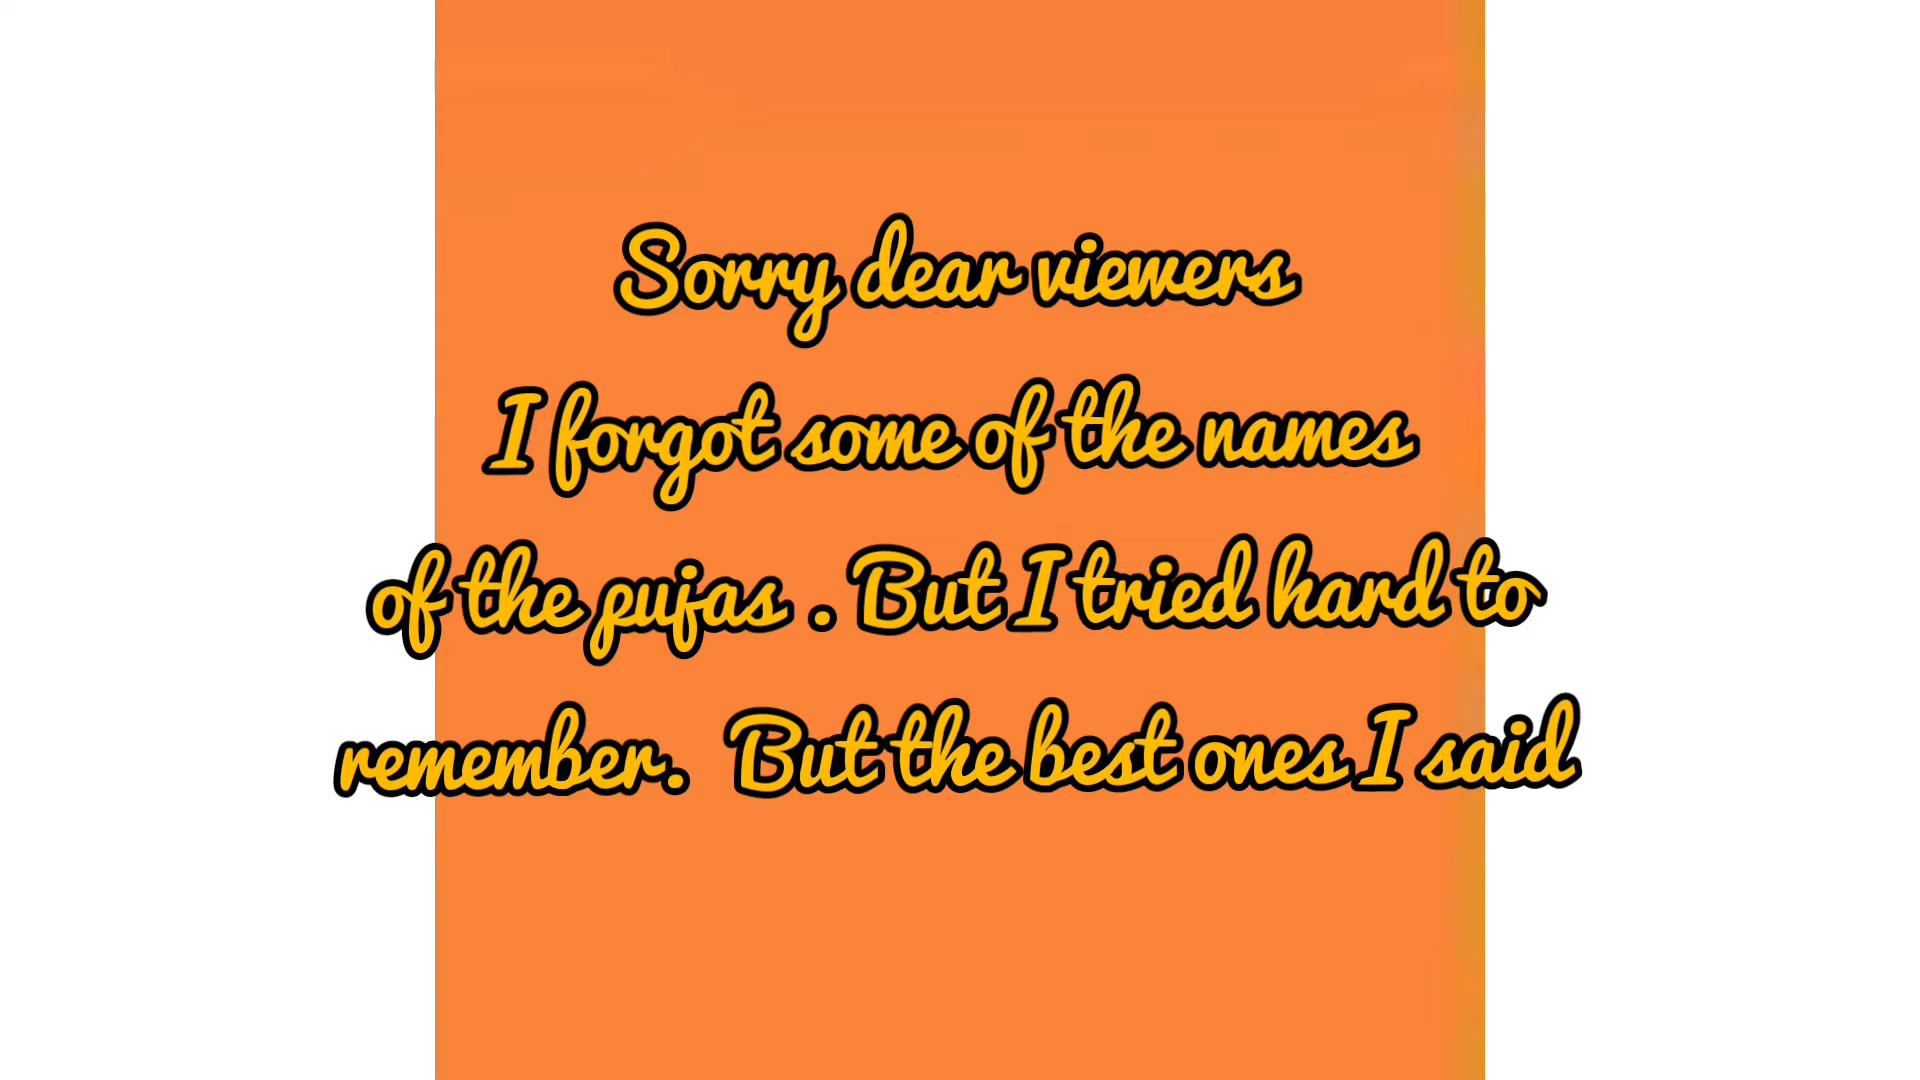 Sorry dear viewers
I forgot some of the names
of the pujas . But I tried hard to
remember. But the best ones I said